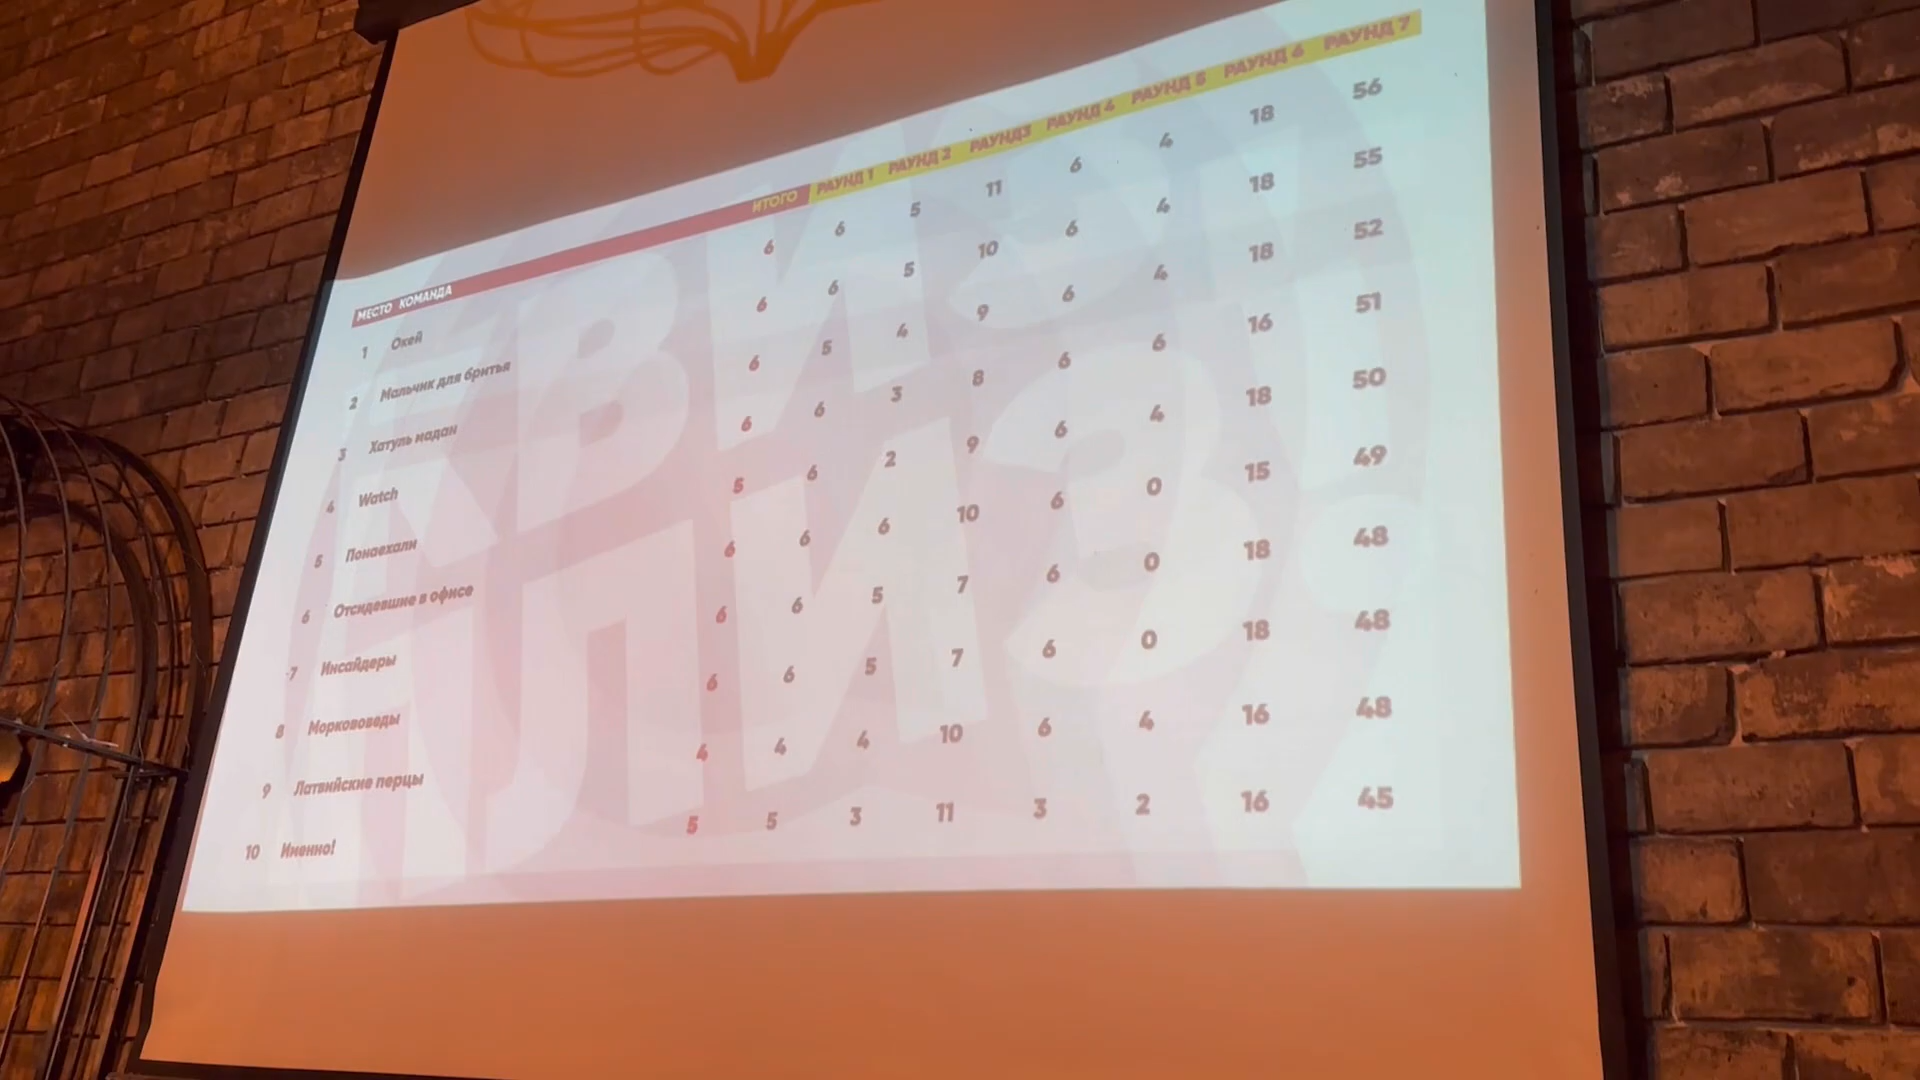 МЕСТО КОМАНДА ИТОГО РАУНД 1 РАУНД 2 РАУНД3 РАУНД 4 РАУНД 5 РАУНД 6 РАУНД 7
1 Окей 6 6 5 11 6 4 18 56
2 Мальчик для бритья 6 6 5 10 6 4 18 55
3 Хатуль мадан 6 5 4 9 6 4 18 52
4 Watch 6 6 3 8 6 6 16 51
5 Понаехали 5 6 2 9 6 4 18 50
6 Отсидевшие в офисе 6 6 6 10 6 0 15 49
7 Инсайдеры 6 6 5 7 6 0 18 48
8 Моркововеды 6 6 5 7 6 0 18 48
9 Латвийские перцы 4 4 4 10 6 4 16 48
10 Именно! 5 5 3 11 3 2 16 45
КВИЗ
ПЛИЗ!